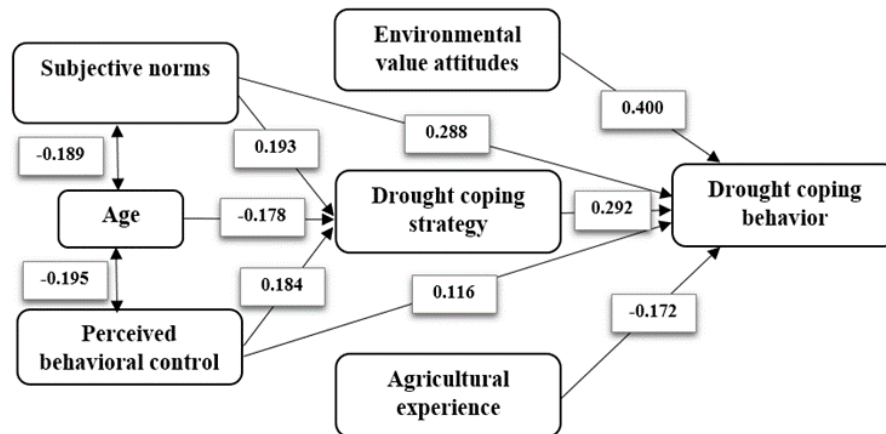 Environmental
value attitudes
Subjective norms
0.400
0.288
-0.189
0.193
Drought coping
strategy
Drought coping
behavior
Age
-0.178
0.292
-0.195
0.184
0.116
-0.172
Perceived
behavioral control
Agricultural
experience